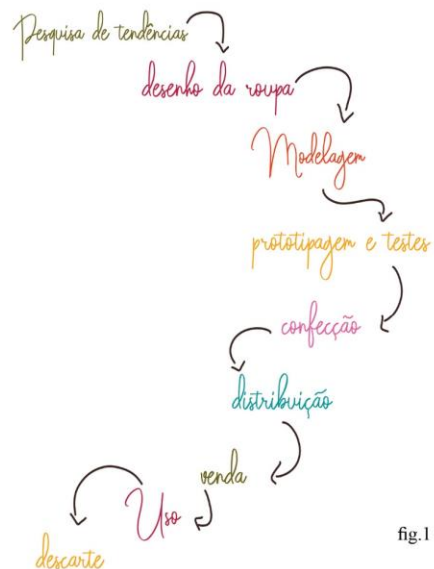 Pesquisa de tendências
desenho da roupa
Modelagem
prototipagem e testes
confecção
distribuição
venda
Uso
descarte
fig.1